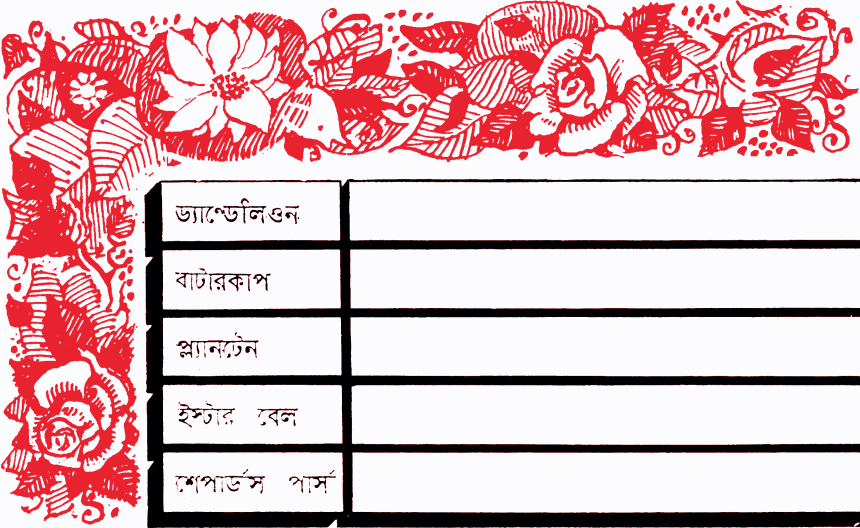 ড্যাণ্ডেলিওন
বাটারকাপ
প্ল্যানটেন
ইস্টার বেল
শেপার্ডস পার্স